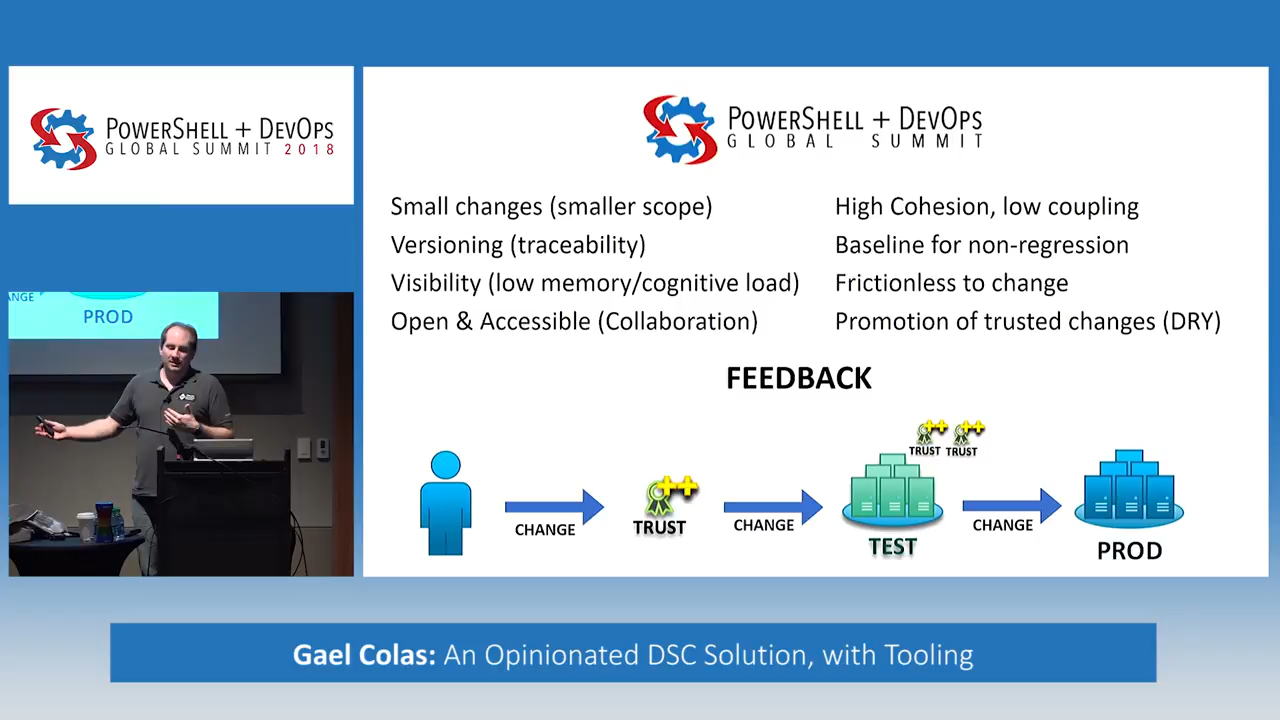 POWERSHELL + DEVOPS
GLOBAL SUMMIT 2018
POWERSHELL + DEVOPS
GLOBAL SUMMIT
Small changes (smaller scope)
Versioning (traceability)
Visibility (low memory/cognitive load)
Open & Accessible (Collaboration)
High Cohesion, low coupling
Baseline for non-regression
Frictionless to change
Promotion of trusted changes (DRY)
FEEDBACK
CHANGE
++
TRUST
CHANGE
++ ++
TRUST TRUST
TEST
CHANGE
PROD
ANGE
PROD
Gael Colas: An Opinionated DSC Solution, with Tooling